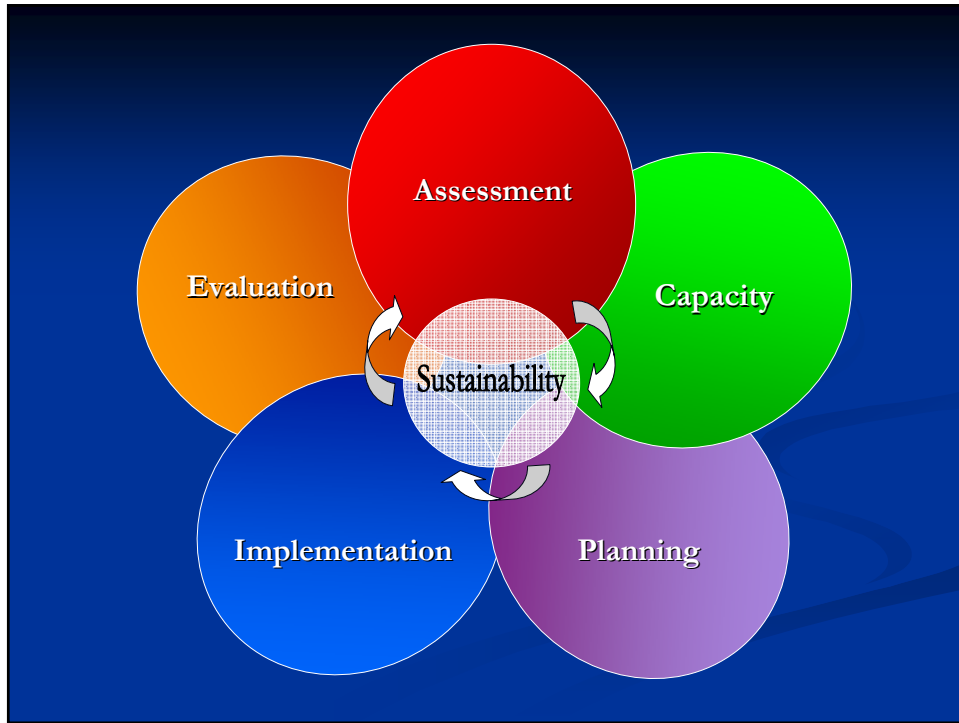 Assessment
Evaluation
Capacity
Sustainability
Implementation
Planning